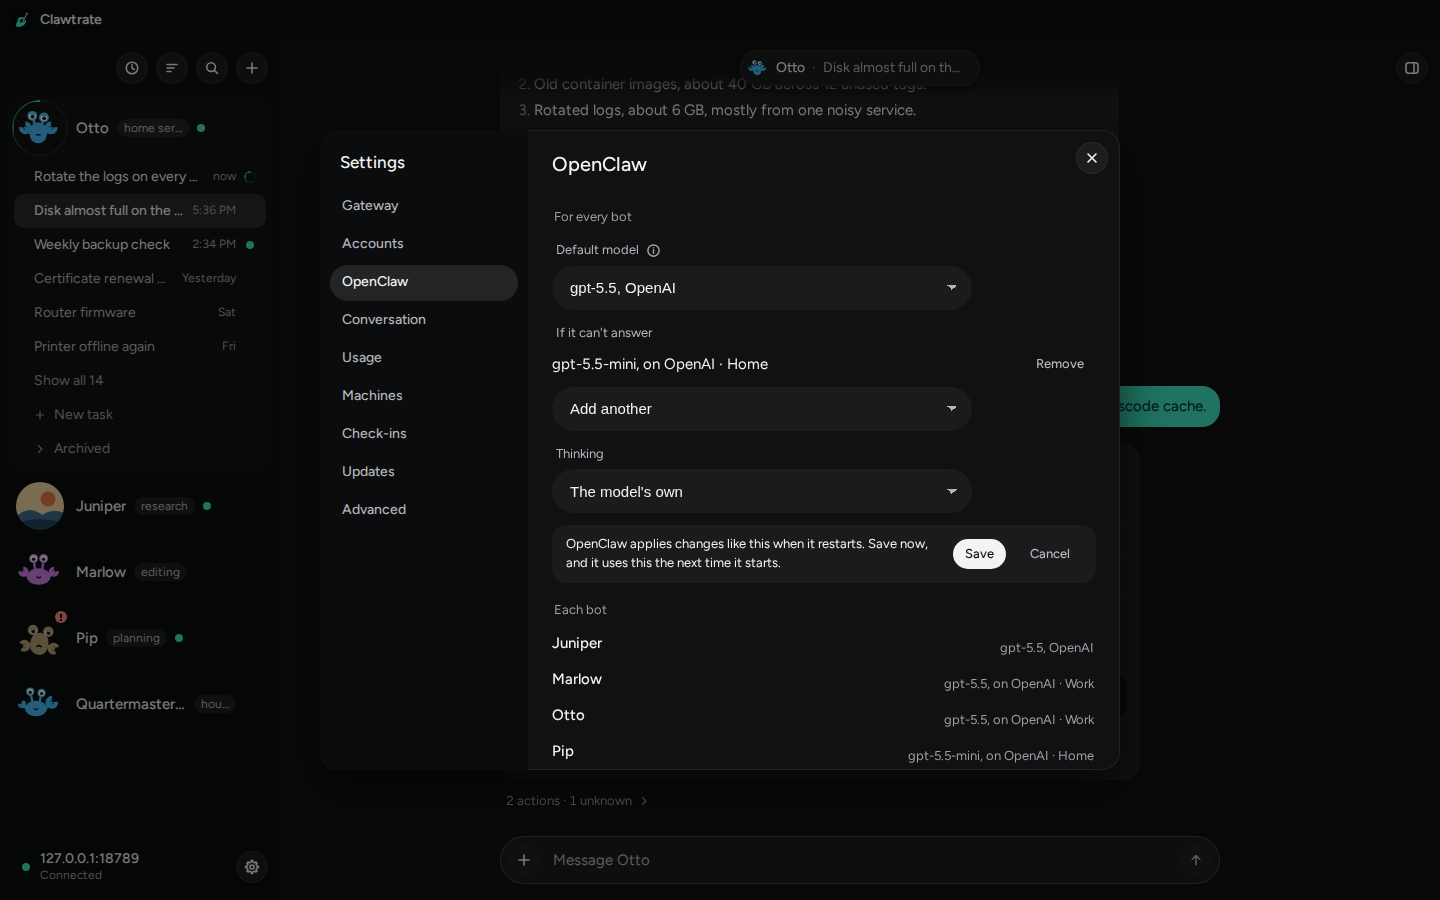 Clawtrate
Otto · Disk almost full on th...
2. Old container images, about 40 GB across 12 unused tags.
3. Rotated logs, about 6 GB, mostly from one noisy service.
Otto home ser...
Rotate the logs on every ... now
Disk almost full on the ... 5:36 PM
Weekly backup check 2:34 PM
Certificate renewal ... Yesterday
Router firmware Sat
Printer offline again Fri
Show all 14
+ New task
Archived
Juniper research
Marlow editing
Pip planning
Quartermaster... hou...
127.0.0.1:18789
Connected
Settings
Gateway
Accounts
OpenClaw
Conversation
Usage
Machines
Check-ins
Updates
Advanced
OpenClaw
For every bot
Default model
gpt-5.5, OpenAI
If it can't answer
gpt-5.5-mini, on OpenAI · Home Remove
Add another
Thinking
The model's own
OpenClaw applies changes like this when it restarts. Save now,
and it uses this the next time it starts.
Save Cancel
Each bot
Juniper gpt-5.5, OpenAI
Marlow gpt-5.5, on OpenAI · Work
Otto gpt-5.5, on OpenAI · Work
Pip gpt-5.5-mini, on OpenAI · Home
scode cache.
2 actions · 1 unknown
Message Otto